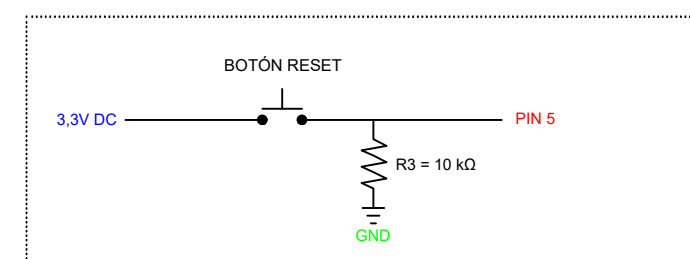 BOTÓN RESET
3,3V DC
PIN 5
R3 = 10 kΩ
GND